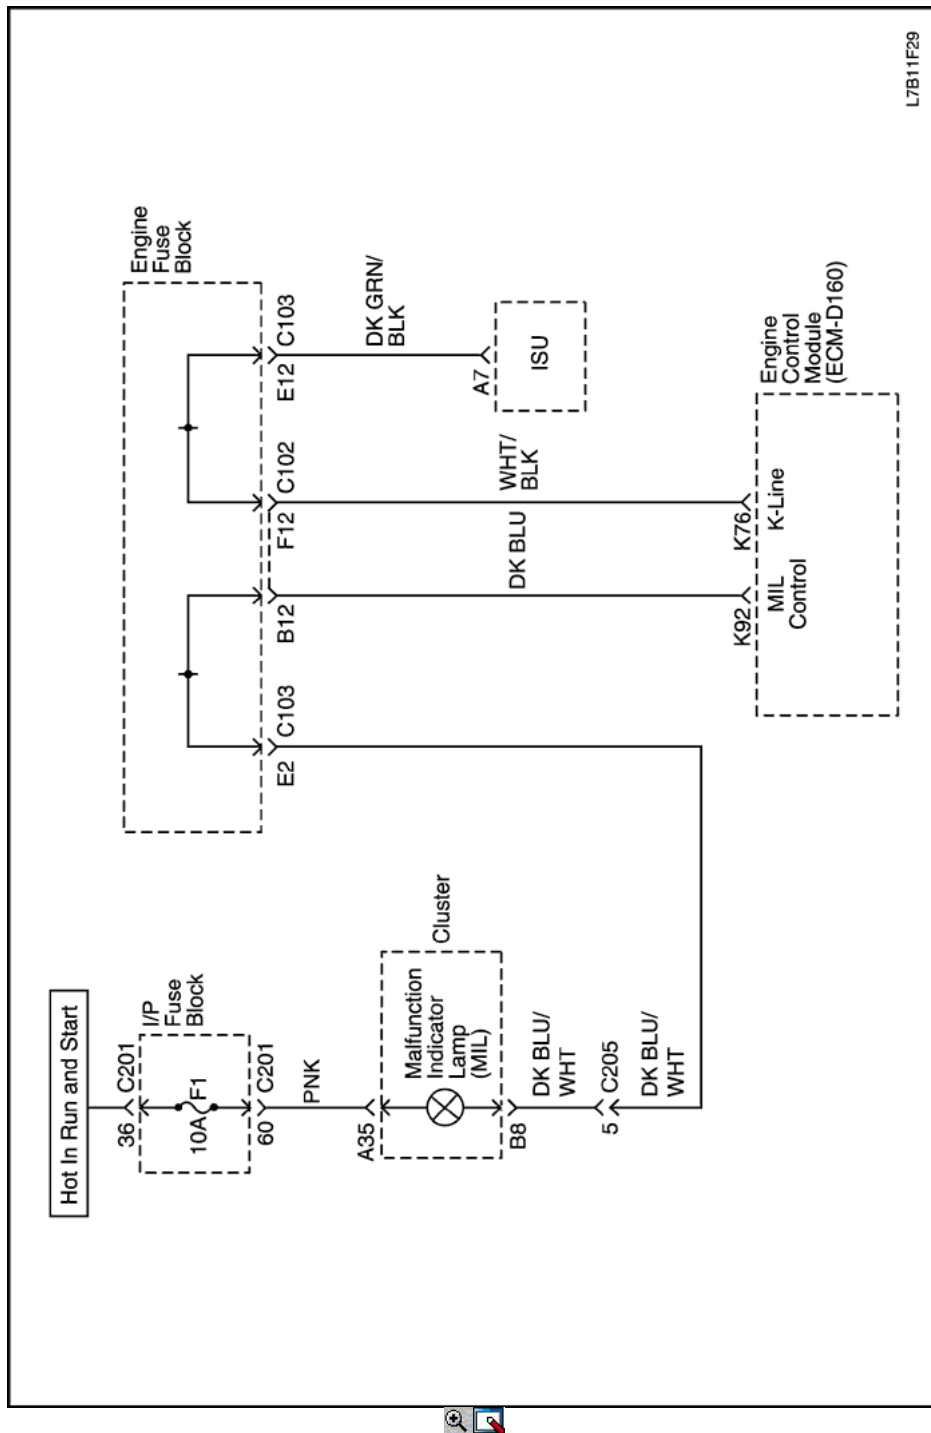 Hot In Run and Start
36
C201
I/P
Fuse
Block
10A
F1
60
C201
PNK
A35
Cluster
Malfunction
Indicator
Lamp
(MIL)
B8
DK BLU/
WHT
5
C205
DK BLU/
WHT
Engine
Fuse
Block
E2
C103
B12
F12
C102
E12
C103
DK BLU
WHT/
BLK
DK GRN/
BLK
A7
ISU
K92
K76
MIL
Control
K-Line
Engine
Control
Module
(ECM-D160)
L7B11F29